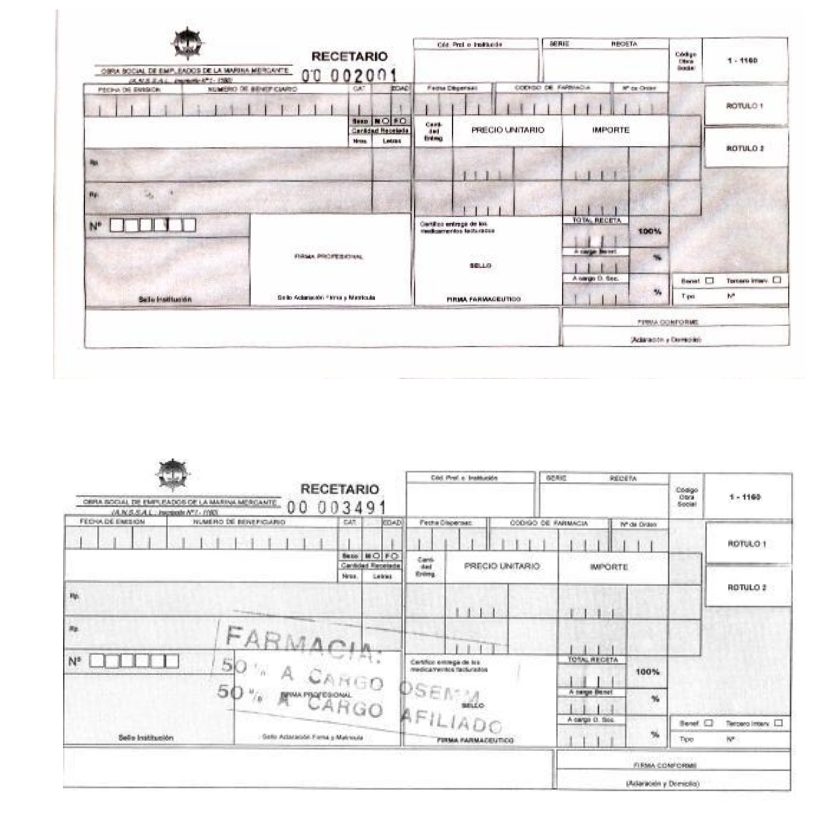 RECETARIO
OBRA SOCIAL DE EMPLEADOS DE LA MARINA MERCANTE
(A.N.S.S.A.L. : Inscripción Nº 1 - 1160)
00 002001
Cód. Prof. o Institución
SERIE RECETA
Código Obra Social
1 - 1160
FECHA DE EMISION NUMERO DE BENEFICIARIO CAT. EDAD
Fecha Dispensac. CODIGO DE FARMACIA Nº de Orden
ROTULO 1
Sexo M F
Cantidad Recetada
Nros. Letras
Canti-dad Entreg.
PRECIO UNITARIO
IMPORTE
ROTULO 2
Rp.
Rp.
Nº
Certifico entrega de los
medicamentos facturados
TOTAL RECETA
100%
FIRMA PROFESIONAL
SELLO
A cargo Benef.
%
A cargo O. Soc.
%
Benef. Tercero Interv.
Tipo Nº
Sello Institución
Sello Aclaración Firma y Matrícula
FIRMA FARMACEUTICO
FIRMA CONFORME
(Aclaración y Domicilio)
RECETARIO
OBRA SOCIAL DE EMPLEADOS DE LA MARINA MERCANTE
(A.N.S.S.A.L. : Inscripción Nº 1 - 1160)
00 003491
Cód. Prof. o Institución
SERIE RECETA
Código Obra Social
1 - 1160
FECHA DE EMISION NUMERO DE BENEFICIARIO CAT. EDAD
Fecha Dispensac. CODIGO DE FARMACIA Nº de Orden
ROTULO 1
Sexo M F
Cantidad Recetada
Nros. Letras
Canti-dad Entreg.
PRECIO UNITARIO
IMPORTE
ROTULO 2
Rp.
Rp.
FARMACIA:
50 % A CARGO OSEMM
50 % A CARGO AFILIADO
Nº
Certifico entrega de los
medicamentos facturados
TOTAL RECETA
100%
FIRMA PROFESIONAL
SELLO
A cargo Benef.
%
A cargo O. Soc.
%
Benef. Tercero Interv.
Tipo Nº
Sello Institución
Sello Aclaración Firma y Matrícula
FIRMA FARMACEUTICO
FIRMA CONFORME
(Aclaración y Domicilio)